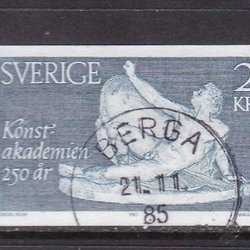 SVERIGE 2
KR
Konst-
akademien
250 år
BERGA
21.11.
85